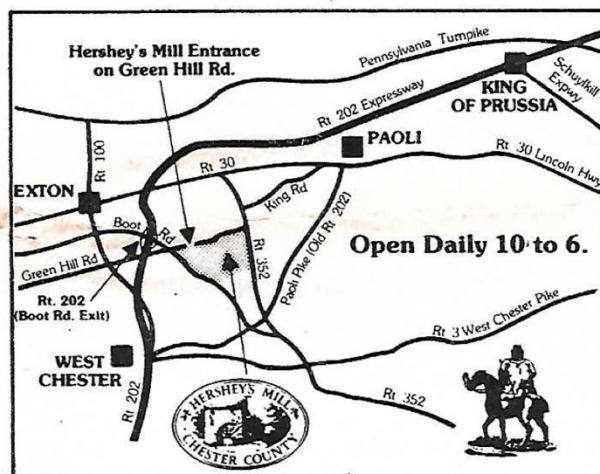 Hershey's Mill Entrance
on Green Hill Rd.
Pennsylvania Turnpike
Schuylkill
Expwy
KING
OF PRUSSIA
Rt 202 Expressway
PAOLI
Rt 100
Rt 30
Rt 30 Lincoln Hwy
EXTON
King Rd
Boot Rd
Rt 352
Paoli Pike (Old Rt 202)
Open Daily 10 to 6.
Green Hill Rd
Rt. 202
(Boot Rd. Exit)
Rt 3 West Chester Pike
WEST
CHESTER
Rt 202
HERSHEY'S MILL
CHESTER COUNTY
Rt 352